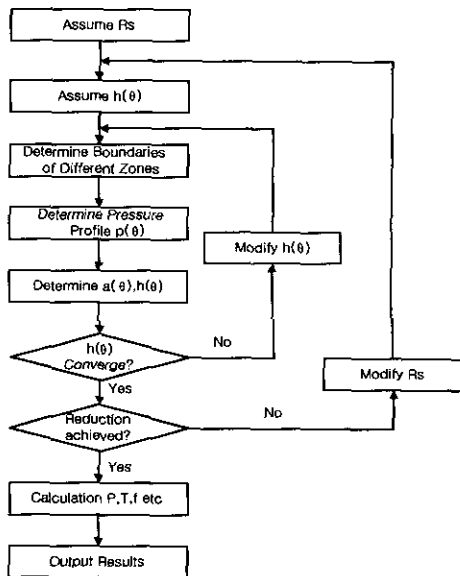 Assume Rs
Assume h(θ)
Determine Boundaries
of Different Zones
Determine Pressure
Profile p(θ)
Modify h(θ)
Determine a(θ),h(θ)
h(θ)
Converge?
No
Yes
Modify Rs
Reduction
achieved?
No
Yes
Calculation P,T,f etc
Output Results